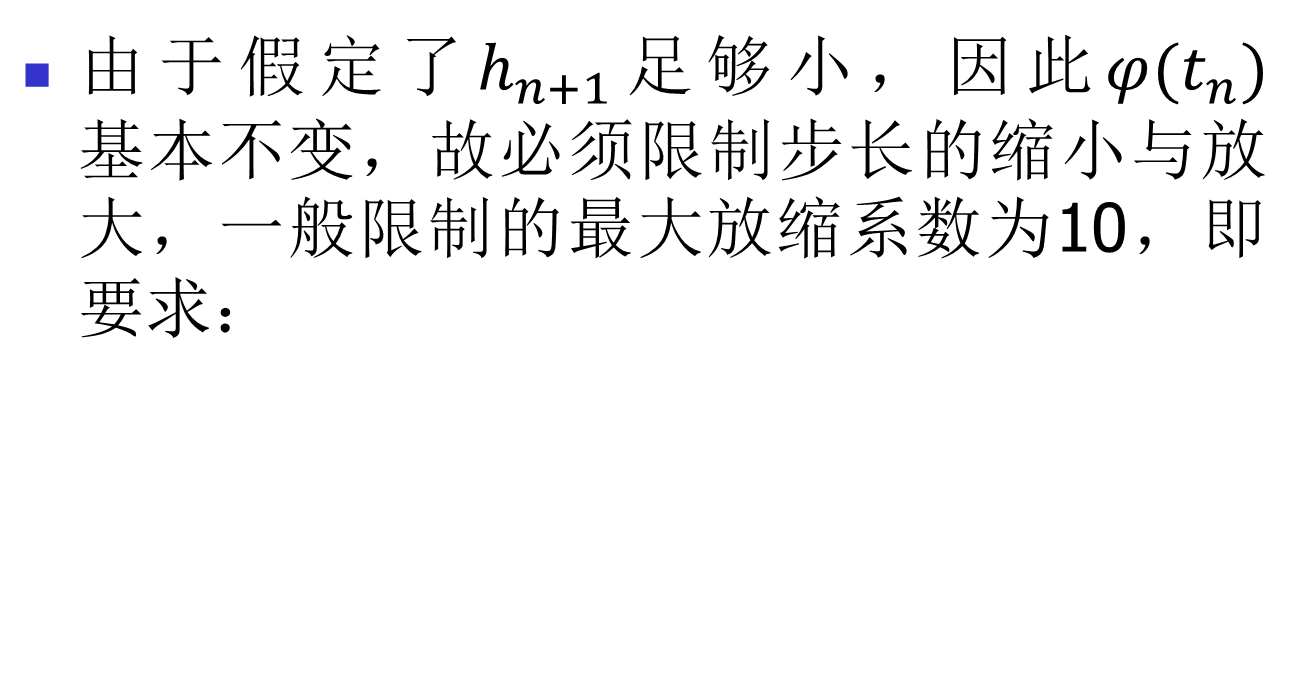 由于假定了hₙ₊₁足够小，因此φ(tₙ)
基本不变，故必须限制步长的缩小与放
大，一般限制的最大放缩系数为10，即
要求：